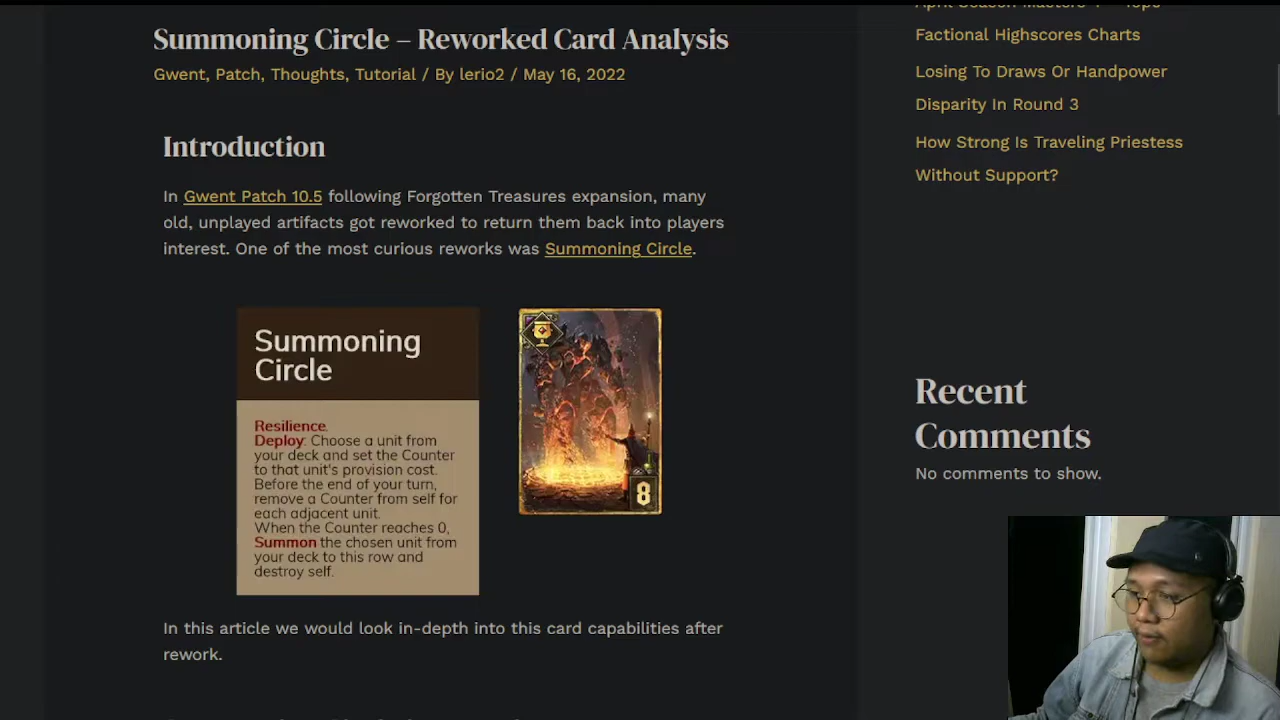 Summoning Circle – Reworked Card Analysis
Gwent, Patch, Thoughts, Tutorial / By lerio2 / May 16, 2022
Introduction
In Gwent Patch 10.5 following Forgotten Treasures expansion, many
old, unplayed artifacts got reworked to return them back into players
interest. One of the most curious reworks was Summoning Circle.
Summoning
Circle
Resilience.
Deploy: Choose a unit from
your deck and set the Counter
to that unit's provision cost.
Before the end of your turn,
remove a Counter from self for
each adjacent unit.
When the Counter reaches 0,
Summon the chosen unit from
your deck to this row and
destroy self.
8
In this article we would look in-depth into this card capabilities after
rework.
Factional Highscores Charts
Losing To Draws Or Handpower
Disparity In Round 3
How Strong Is Traveling Priestess
Without Support?
Recent
Comments
No comments to show.